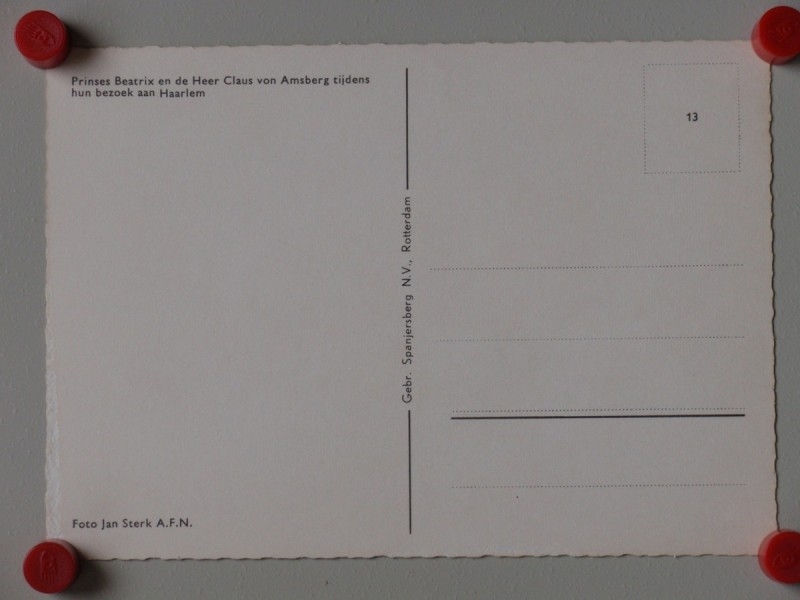 Prinses Beatrix en de Heer Claus von Amsberg tijdens
hun bezoek aan Haarlem
Foto Jan Sterk A.F.N.
Gebr. Spanjersberg N.V., Rotterdam
13